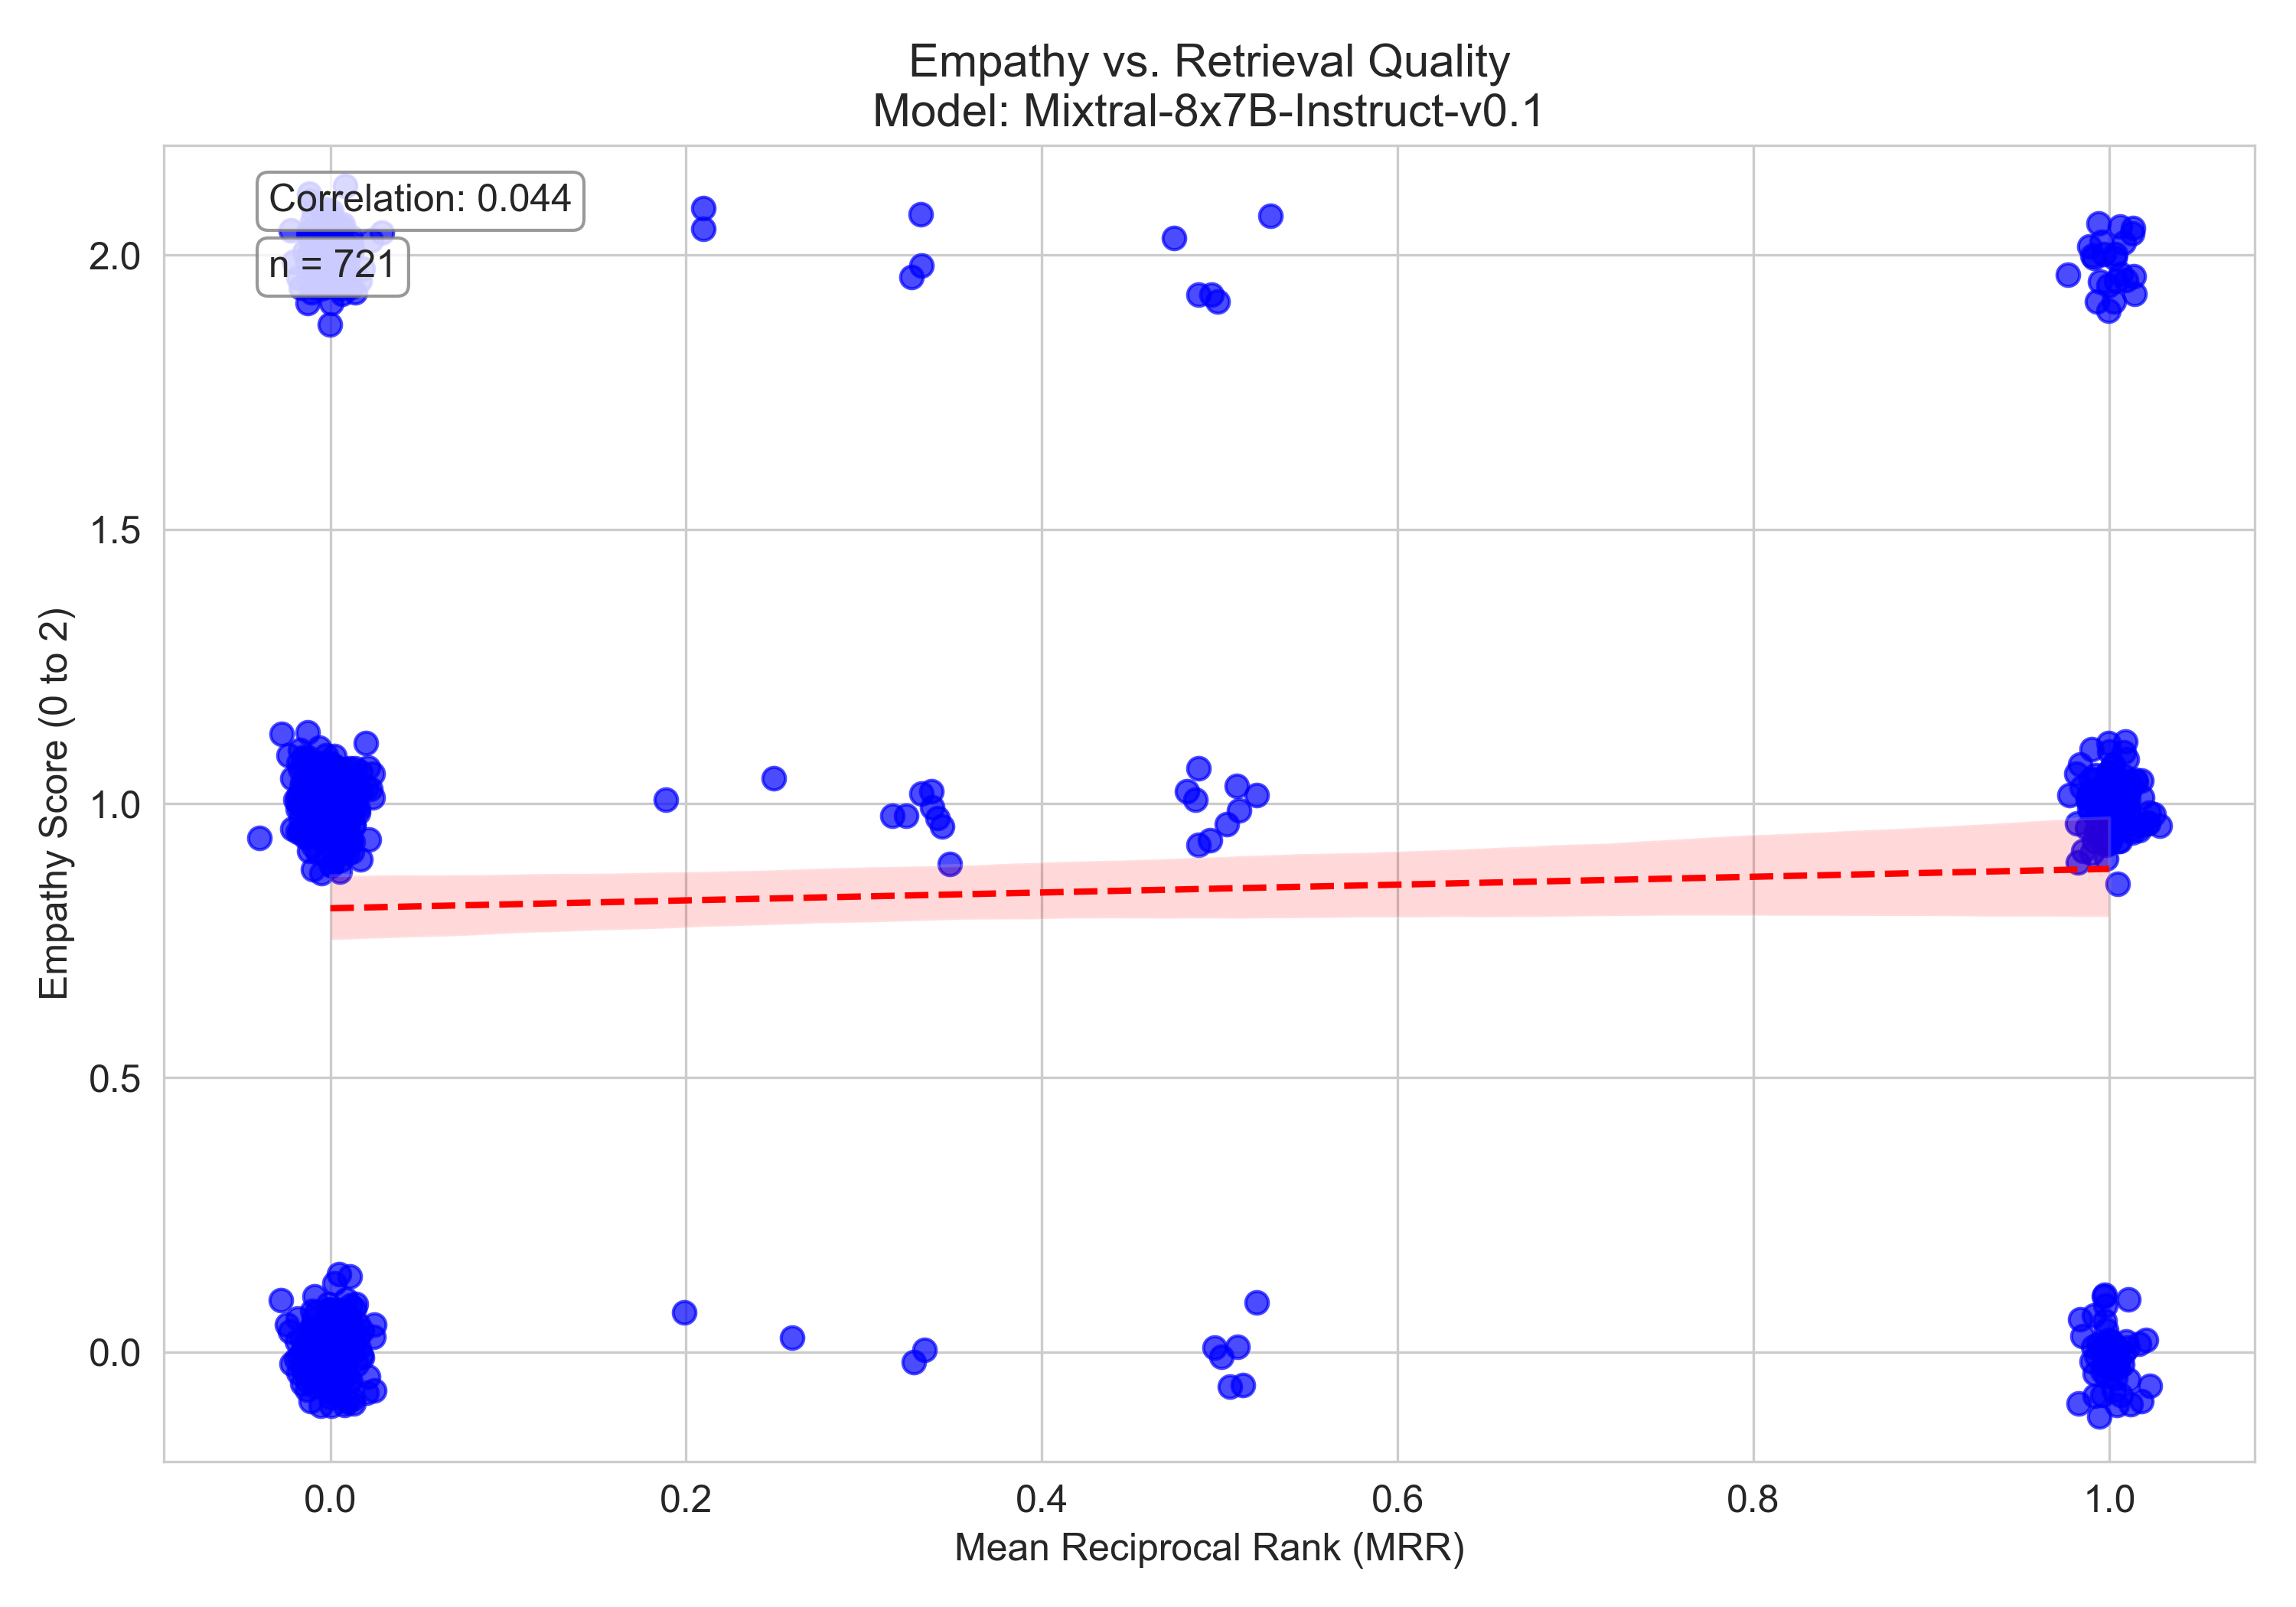 Empathy vs. Retrieval Quality
Model: Mixtral-8x7B-Instruct-v0.1
Correlation: 0.044
n = 721
2.0
1.5
1.0
0.5
0.0
Empathy Score (0 to 2)
0.0 0.2 0.4 0.6 0.8 1.0
Mean Reciprocal Rank (MRR)